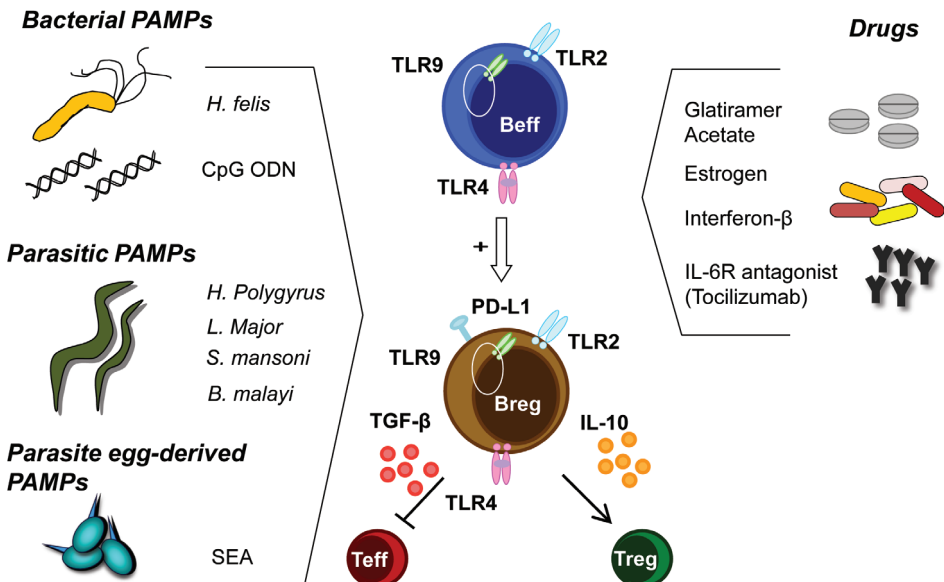 Bacterial PAMPs
H. felis
CpG ODN
Parasitic PAMPs
H. Polygyrus
L. Major
S. mansoni
B. malayi
Parasite egg-derived
PAMPs
SEA
TLR9
TLR2
Beff
TLR4
+
PD-L1
TLR9
TLR2
Breg
TGF-β
IL-10
TLR4
Teff
Treg
Drugs
Glatiramer
Acetate
Estrogen
Interferon-β
IL-6R antagonist
(Tocilizumab)